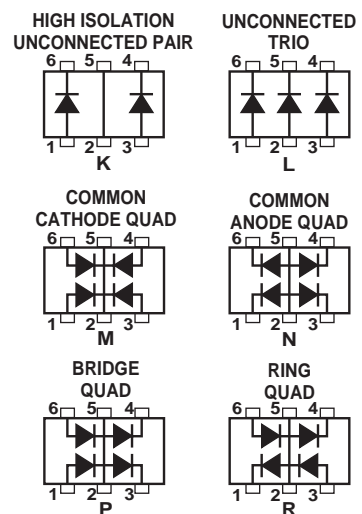 HIGH ISOLATION
UNCONNECTED PAIR
6 5 4
1 2 3
K
UNCONNECTED
TRIO
6 5 4
1 2 3
L
COMMON
CATHODE QUAD
6 5 4
1 2 3
M
COMMON
ANODE QUAD
6 5 4
1 2 3
N
BRIDGE
QUAD
6 5 4
1 2 3
P
RING
QUAD
6 5 4
1 2 3
R